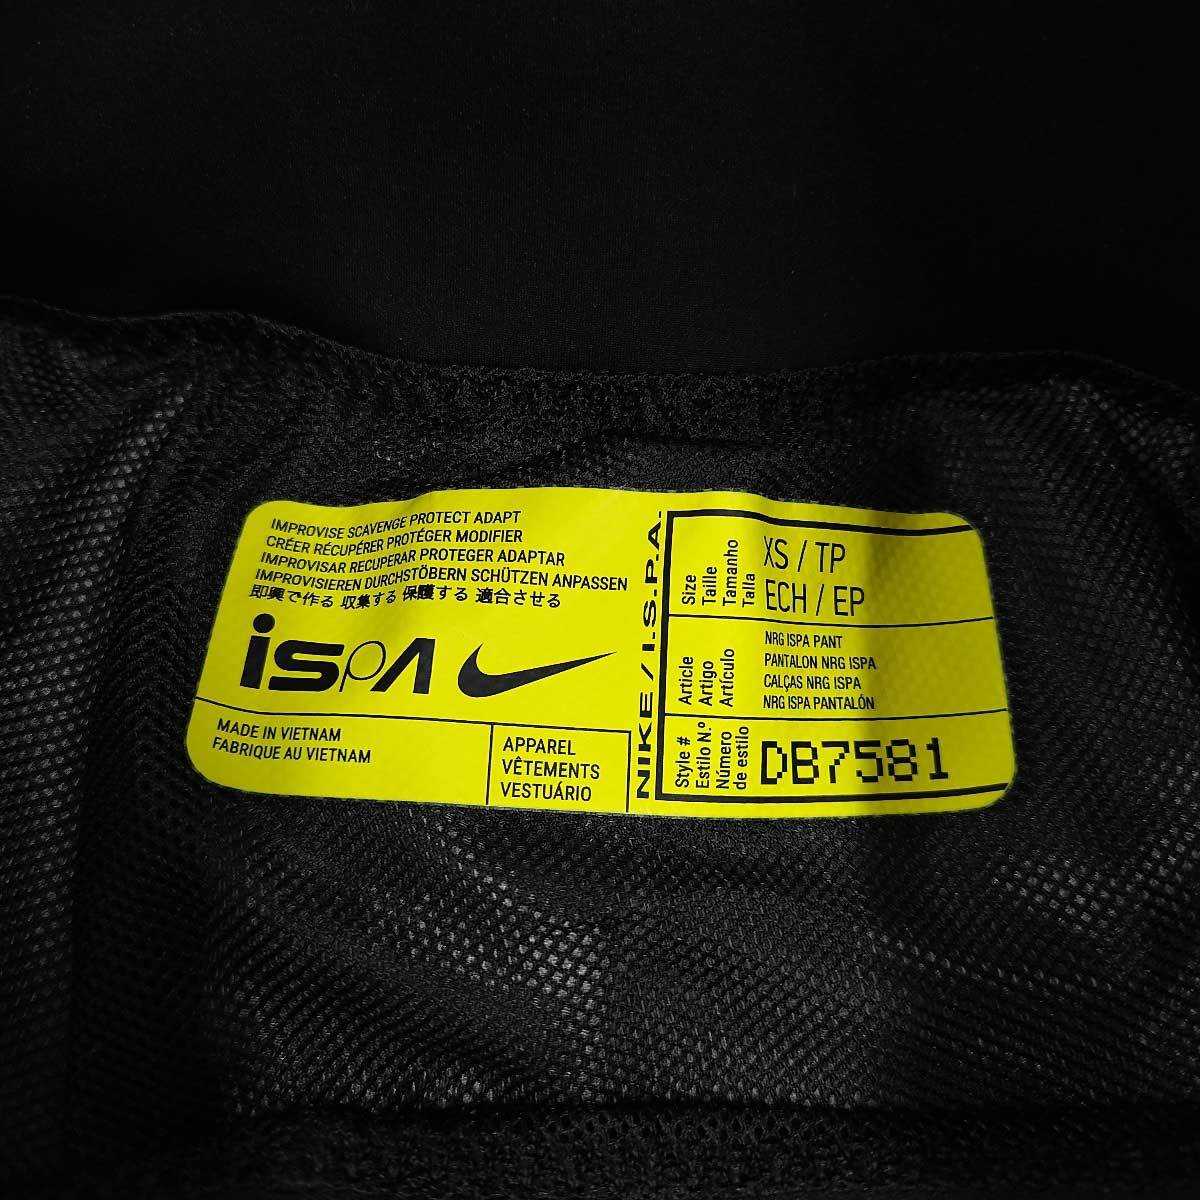 IMPROVISE SCAVENGE PROTECT ADAPT
CRÉER RÉCUPÉRER PROTÉGER MODIFIER
IMPROVISAR RECUPERAR PROTEGER ADAPTAR
IMPROVISIEREN DURCHSTÖBERN SCHÜTZEN ANPASSEN
即興で作る 収集する 保護する 適合させる
iSPA
MADE IN VIETNAM
FABRIQUE AU VIETNAM
APPAREL
VÊTEMENTS
VESTUÁRIO
NIKE / I.S.P.A.
Size
Taille
Tamanho
Talla
XS / TP
ECH / EP
Article
Artigo
Artículo
NRG ISPA PANT
PANTALON NRG ISPA
CALÇAS NRG ISPA
NRG ISPA PANTALÓN
Style #
Estilo N.º
Número
de estilo
DB7581